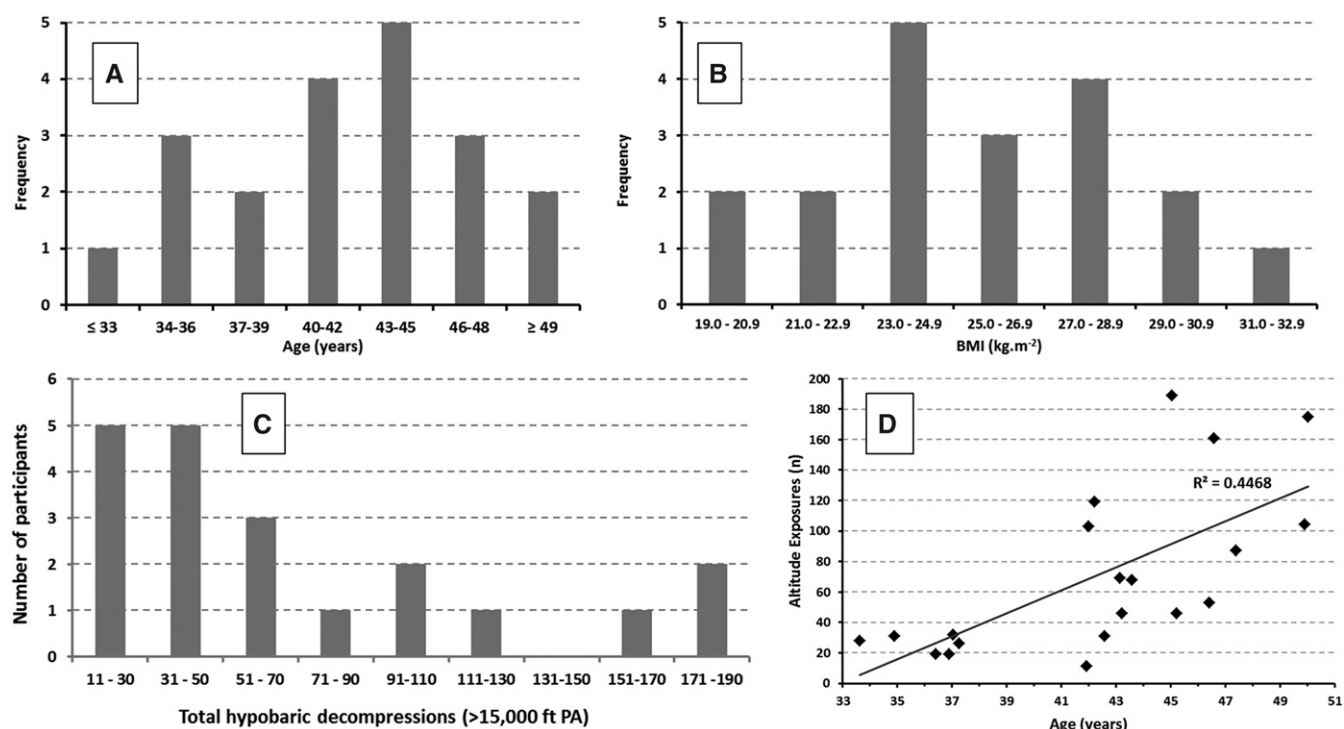 A
Frequency
5
4
3
2
1
0
≤ 33 34-36 37-39 40-42 43-45 46-48 ≥ 49
Age (years)
B
Frequency
5
4
3
2
1
0
19.0 - 20.9 21.0 - 22.9 23.0 - 24.9 25.0 - 26.9 27.0 - 28.9 29.0 - 30.9 31.0 - 32.9
BMI (kg.m⁻²)
C
Number of participants
6
5
4
3
2
1
0
11 - 30 31 - 50 51 - 70 71 - 90 91-110 111-130 131-150 151-170 171 -190
Total hypobaric decompressions (>15,000 ft PA)
D
Altitude Exposures (n)
200
180
160
140
120
100
80
60
40
20
0
R² = 0.4468
33 35 37 39 41 43 45 47 49 51
Age (years)